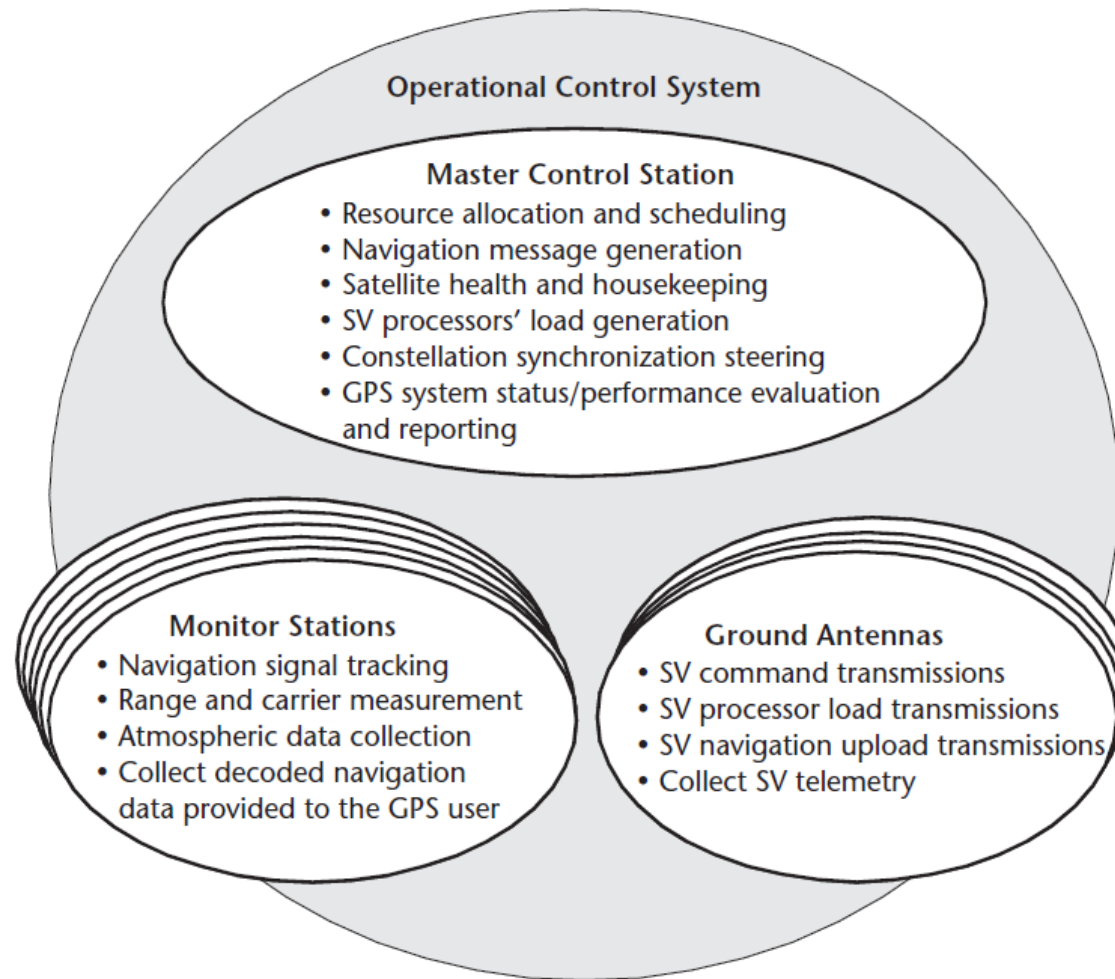 Operational Control System
Master Control Station
• Resource allocation and scheduling
• Navigation message generation
• Satellite health and housekeeping
• SV processors’ load generation
• Constellation synchronization steering
• GPS system status/performance evaluation
and reporting
Monitor Stations
• Navigation signal tracking
• Range and carrier measurement
• Atmospheric data collection
• Collect decoded navigation
data provided to the GPS user
Ground Antennas
• SV command transmissions
• SV processor load transmissions
• SV navigation upload transmissions
• Collect SV telemetry